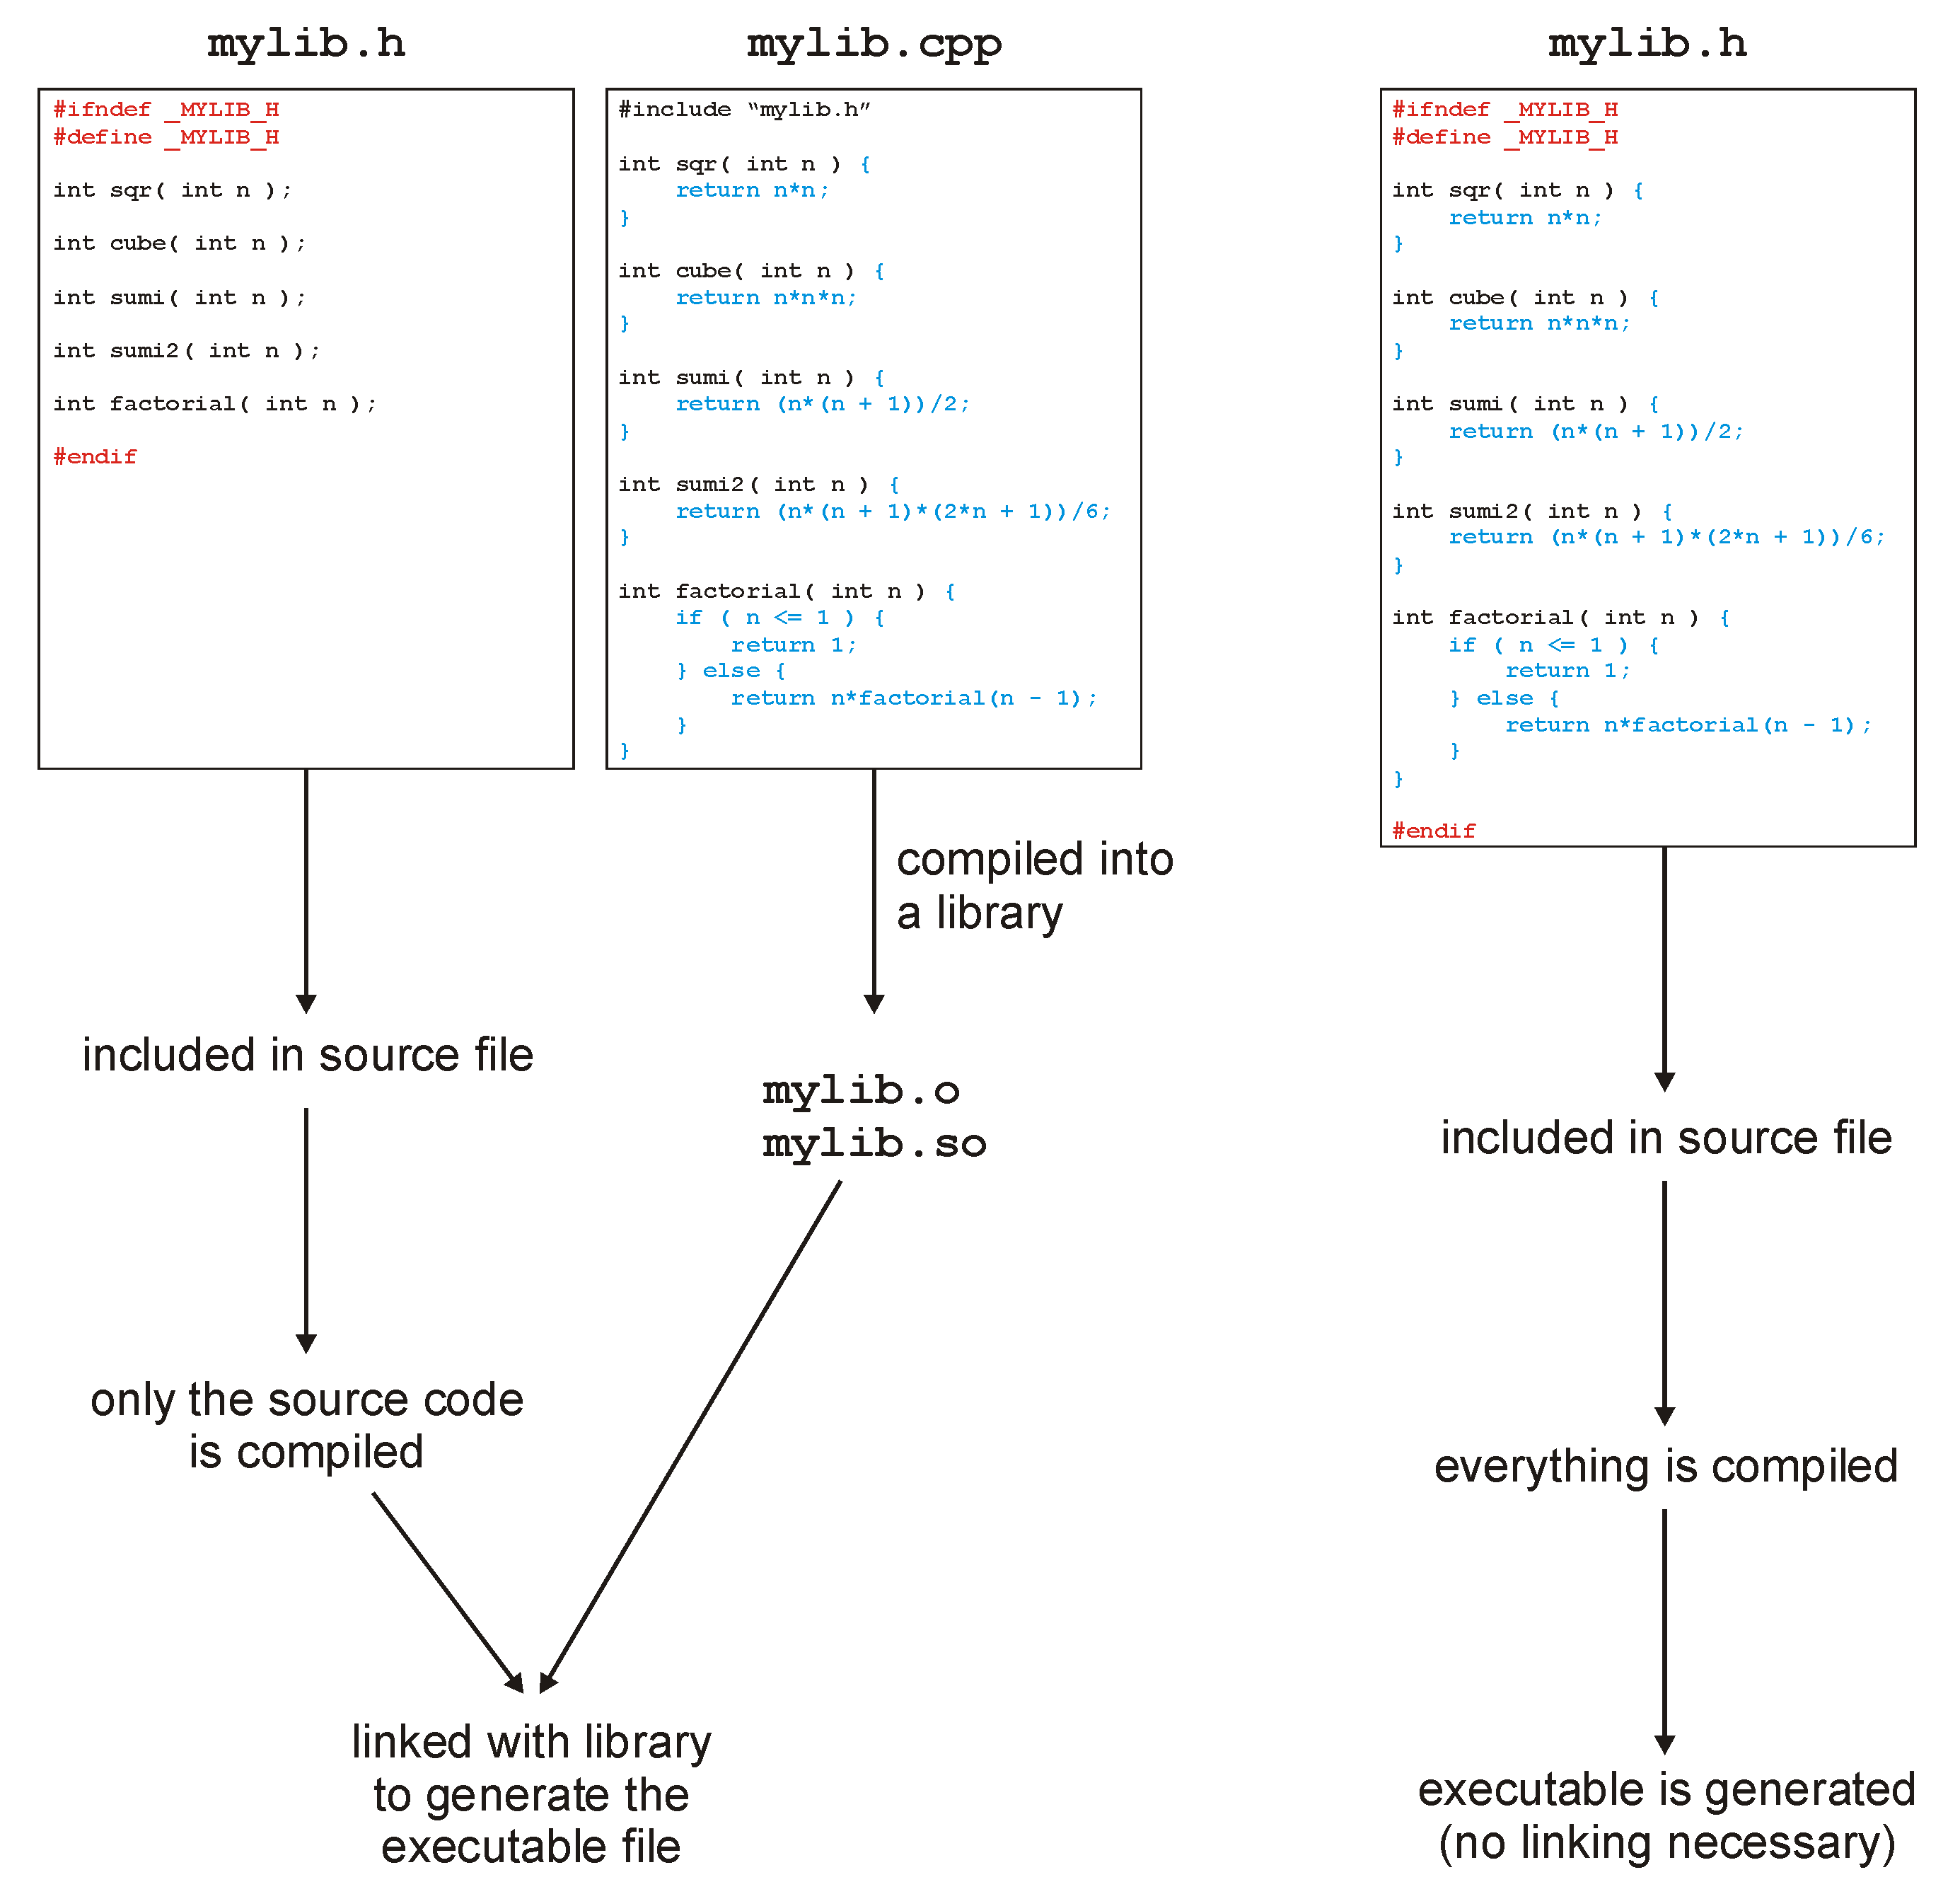 mylib.h
#ifndef _MYLIB_H
#define _MYLIB_H
int sqr( int n );
int cube( int n );
int sumi( int n );
int sumi2( int n );
int factorial( int n );
#endif
included in source file
only the source code
is compiled
mylib.cpp
#include “mylib.h”
int sqr( int n ) {
    return n*n;
}
int cube( int n ) {
    return n*n*n;
}
int sumi( int n ) {
    return (n*(n + 1))/2;
}
int sumi2( int n ) {
    return (n*(n + 1)*(2*n + 1))/6;
}
int factorial( int n ) {
    if ( n <= 1 ) {
        return 1;
    } else {
        return n*factorial(n - 1);
    }
}
compiled into
a library
mylib.o
mylib.so
linked with library
to generate the
executable file
mylib.h
#ifndef _MYLIB_H
#define _MYLIB_H
int sqr( int n ) {
    return n*n;
}
int cube( int n ) {
    return n*n*n;
}
int sumi( int n ) {
    return (n*(n + 1))/2;
}
int sumi2( int n ) {
    return (n*(n + 1)*(2*n + 1))/6;
}
int factorial( int n ) {
    if ( n <= 1 ) {
        return 1;
    } else {
        return n*factorial(n - 1);
    }
}
#endif
included in source file
everything is compiled
executable is generated
(no linking necessary)